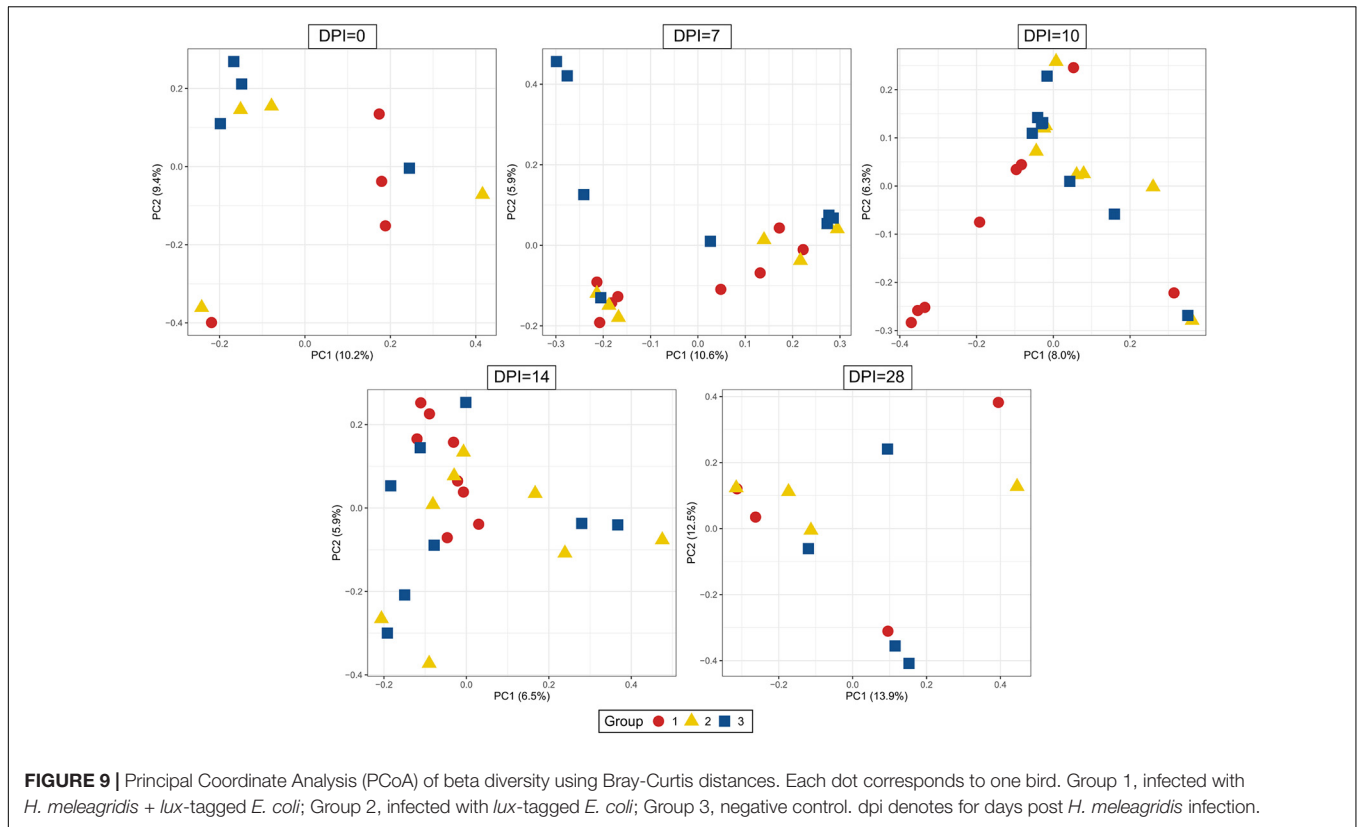 DPI=0
0.2
0.0
−0.2
−0.4
PC2 (9.4%)
−0.2 0.0 0.2 0.4
PC1 (10.2%)
DPI=7
0.4
0.2
0.0
−0.2
PC2 (5.9%)
−0.3 −0.2 −0.1 0.0 0.1 0.2 0.3
PC1 (10.6%)
DPI=10
0.2
0.1
0.0
−0.1
−0.2
−0.3
PC2 (6.3%)
−0.4 −0.2 0.0 0.2
PC1 (8.0%)
DPI=14
0.2
0.0
−0.2
−0.4
PC2 (5.9%)
−0.2 0.0 0.2 0.4
PC1 (6.5%)
DPI=28
0.4
0.2
0.0
−0.2
−0.4
PC2 (12.5%)
−0.2 0.0 0.2 0.4
PC1 (13.9%)
Group 1 2 3
FIGURE 9 | Principal Coordinate Analysis (PCoA) of beta diversity using Bray-Curtis distances. Each dot corresponds to one bird. Group 1, infected with
H. meleagridis + lux-tagged E. coli; Group 2, infected with lux-tagged E. coli; Group 3, negative control. dpi denotes for days post H. meleagridis infection.